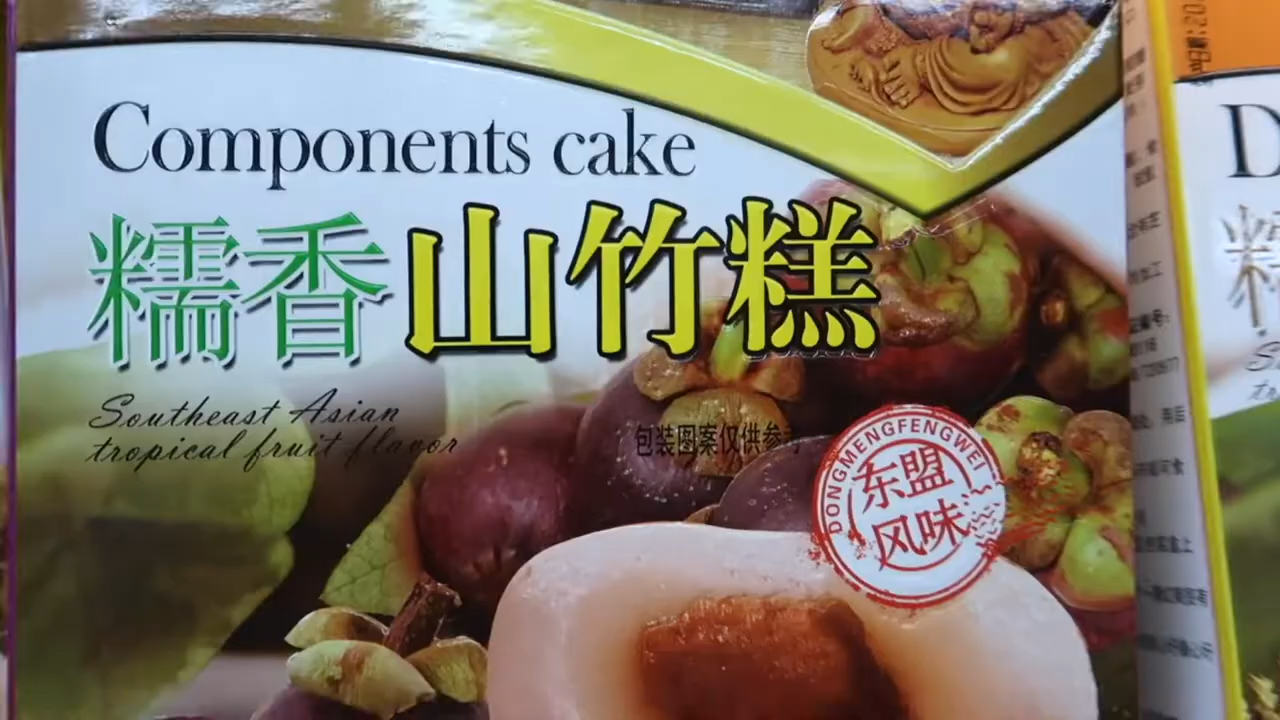 Components cake
糯香山竹糕
Southeast Asian
tropical fruit flavor
包装图案仅供参考
DONGMENGFENGWEI
东盟
风味
D
糯